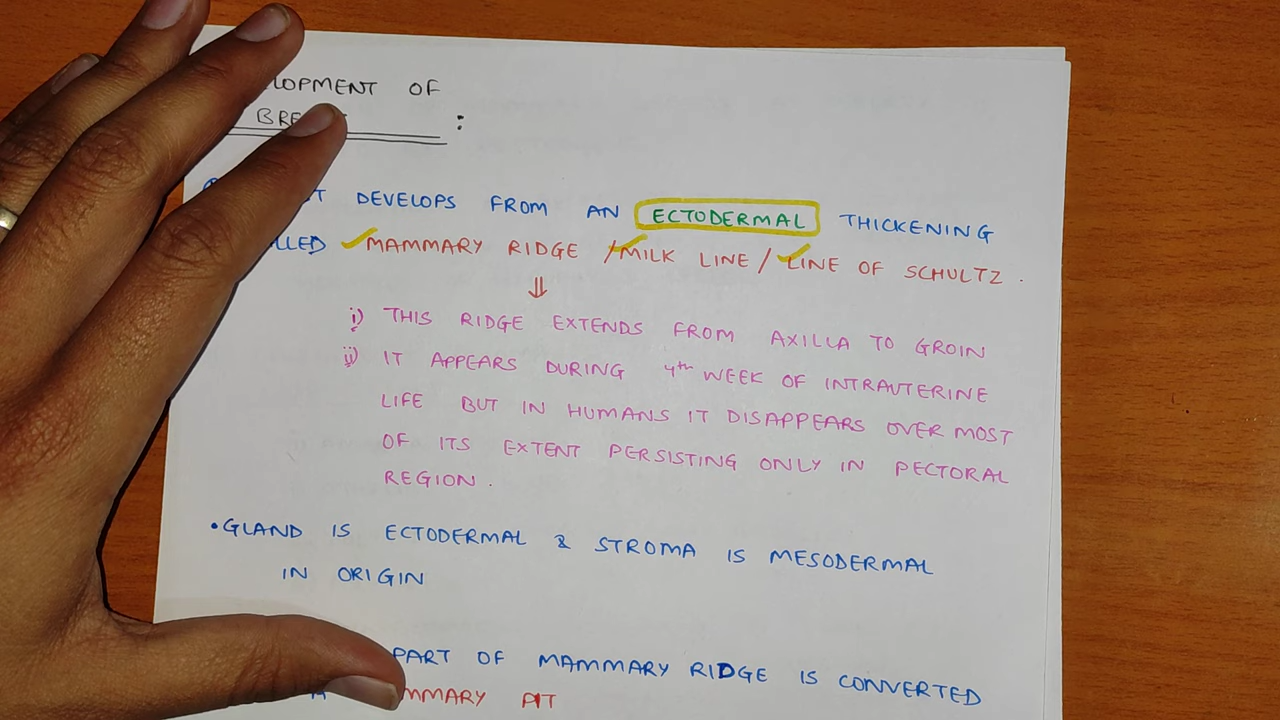 LOPMENT OF
BRE :
T DEVELOPS FROM AN ECTODERMAL THICKENING
LLED MAMMARY RIDGE / MILK LINE / LINE OF SCHULTZ.
i) THIS RIDGE EXTENDS FROM AXILLA TO GROIN
ii) IT APPEARS DURING 4th WEEK OF INTRAUTERINE
LIFE BUT IN HUMANS IT DISAPPEARS OVER MOST
OF ITS EXTENT PERSISTING ONLY IN PECTORAL
REGION.
• GLAND IS ECTODERMAL & STROMA IS MESODERMAL
IN ORIGIN
PART OF MAMMARY RIDGE IS CONVERTED
MMARY PIT